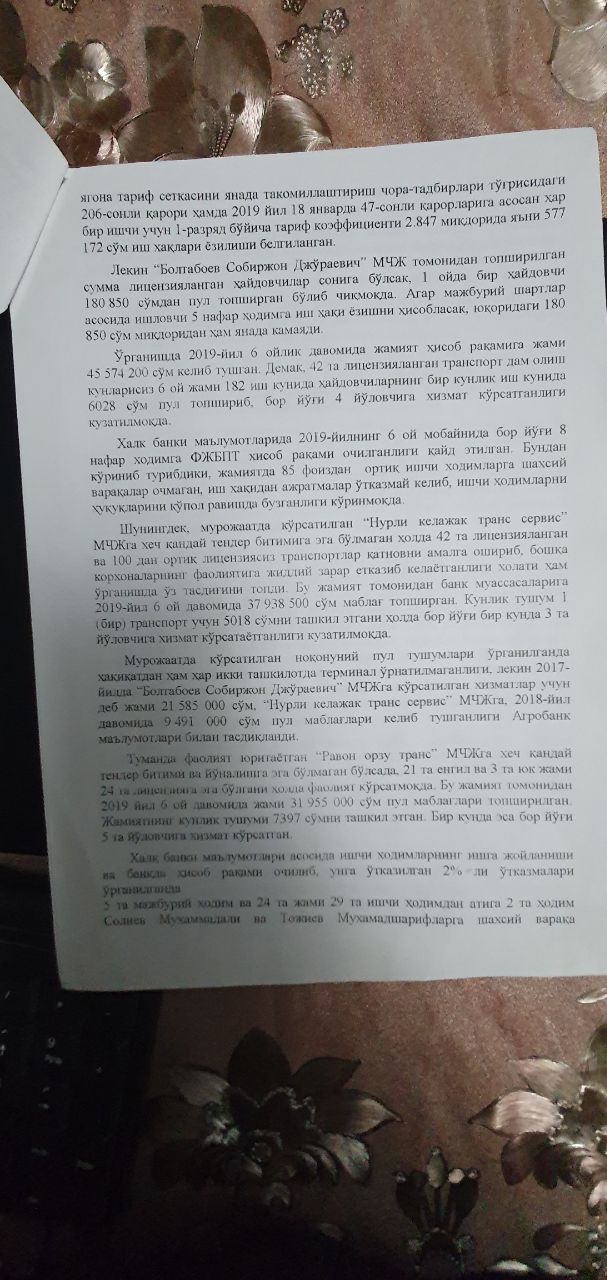 ягона тариф сеткасини янада такомиллаштириш чора-тадбирлари тўғрисидаги
206-сонли қарори ҳамда 2019 йил 18 январда 47-сонли қарорларига асосан ҳар
бир ишчи учун 1-разряд бўйича тариф коэффициенти 2.847 миқдорида яъни 577
172 сўм иш ҳақлари ёзилиши белгиланган.
Лекин “Болтабоев Собиржон Джўраевич” МЧЖ томонидан топширилган
сумма лицензияланган ҳайдовчилар сонига бўлсак, 1 ойда бир ҳайдовчи
180 850 сўмдан пул топширган бўлиб чиқмоқда. Агар мажбурий шартлар
асосида ишловчи 5 нафар ходимга иш ҳақи ёзишни ҳисобласак, юқоридаги 180
850 сўм миқдоридан ҳам янада камаяди.
Ўрганишда 2019-йил 6 ойлик давомида жамият ҳисоб рақамига жами
45 574 200 сўм келиб тушган. Демак, 42 та лицензияланган транспорт дам олиш
кунларисиз 6 ой жами 182 иш кунида ҳайдовчиларнинг бир кунлик иш кунида
6028 сўм пул топшириб, бор йўғи 4 йўловчига хизмат кўрсатганлиги
кузатилмоқда.
Халк банки маълумотларида 2019-йилнинг 6 ой мобайнида бор йўғи 8
нафар ходимга ФЖБПТ хисоб раками очилганлигини қайд этилган. Бундан
кўриниб турибдики, жамиятда 85 фоиздан ортиқ ишчи ходимларга шахсий
варақалар очмаган, иш ҳақидан ажратмалар ўтказмай келиб, ишчи ходимларни
ҳуқуқларини қўпол равишда бузганлиги кўринмоқда.
Шунингдек, мурожаатда кўрсатилган “Нурли келажак транс сервис”
МЧЖга хеч қандай тендер битимига эга бўлмаган ҳолда 42 та лицензияланган
ва 100 дан ортиқ лицензиясиз транспортлар қатновни амалга ошириб, бошқа
корхоналарнинг фаолиятига жиддий зарар етказиб келаётганлиги холати ҳам
ўрганишда ўз тасдиғини топди. Бу жамият томонидан банк муассасаларига
2019-йил 6 ой давомида 37 938 500 сўм маблағ топширган. Кунлик тушум 1
(бир) транспорт учун 5018 сўмни ташкил этгани ҳолда бор йўғи бир кунда 3 та
йўловчига хизмат кўрсатаётганлиги кузатилмоқда.
Мурожаатда кўрсатилган ноқонуний пул тушумлари ўрганилганда
ҳақиқатдан ҳам ҳар икки ташкилотда терминал ўрнатилмаганлиги, лекин 2017-
йилда “Болтабоев Собиржон Джўраевич” МЧЖга кўрсатилган хизматлар учун
деб жами 21 585 000 сўм, “Нурли келажак транс сервис” МЧЖга, 2018-йил
давомида 9 491 000 сўм пул маблағлари келиб тушганлиги Агробанк
маълумотлари билан тасдиқланди.
Туманда фаолият юритаётган “Равон орзу транс” МЧЖга хеч қандай
тендер битими ва йўналишга эга бўлмаган бўлсада, 21 та енгил ва 3 та юк жами
24 та лицензияга эга бўлгани ҳолда фаолият кўрсатмоқда. Бу жамият томонидан
2019 йил 6 ой давомида жами 31 955 000 сўм пул маблағлари топширилган.
Жамиятнинг кунлик тушуми 7397 сўмни ташкил этган. Бир кунда эса бор йўғи
5 та йўловчига хизмат кўрсатган.
Халқ банки маълумотлари асосида ишчи ходимларнинг ишга жойланиши
ва банкда ҳисоб рақами очилиб, унга ўтказилган 2% ли ўтказмалари
ўрганилганда
5 та мажбурий ходим ва 24 та жами 29 та ишчи ходимдан атига 2 та ходим
Солиев Мухаммадали ва Тожиев Мухамадшарифларга шахсий варақа